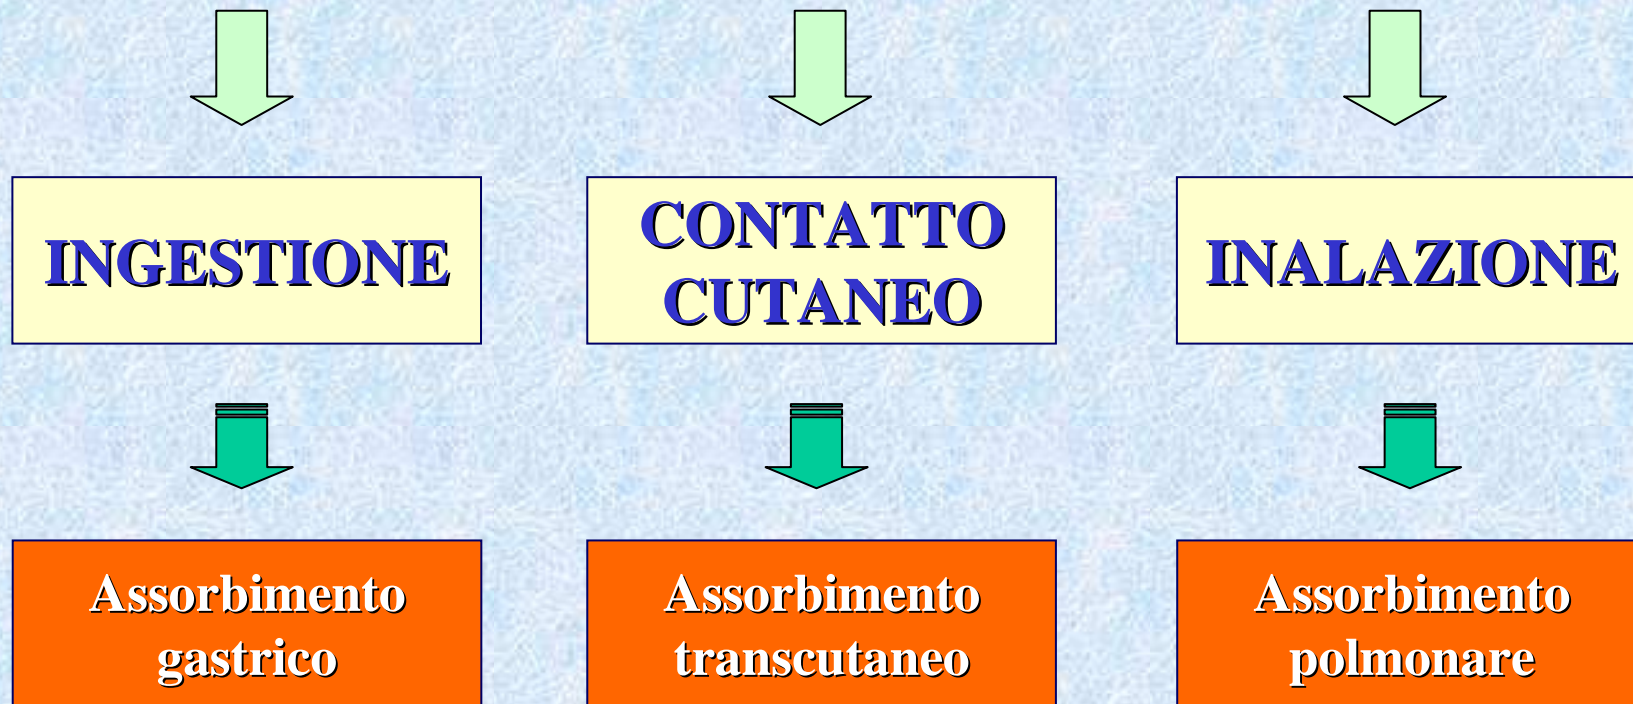 INGESTIONE
CONTATTO
CUTANEO
INALAZIONE
Assorbimento
gastrico
Assorbimento
transcutaneo
Assorbimento
polmonare